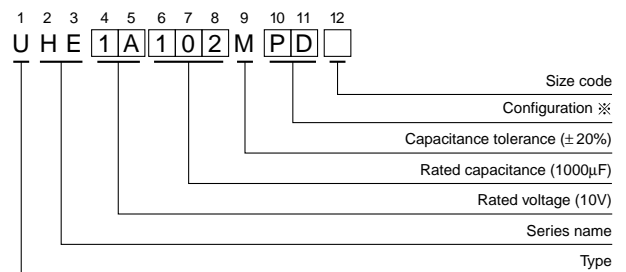 1 2 3 4 5 6 7 8 9 10 11 12
U H E 1 A 1 0 2 M P D
Size code
Configuration ※
Capacitance tolerance (±20%)
Rated capacitance (1000µF)
Rated voltage (10V)
Series name
Type